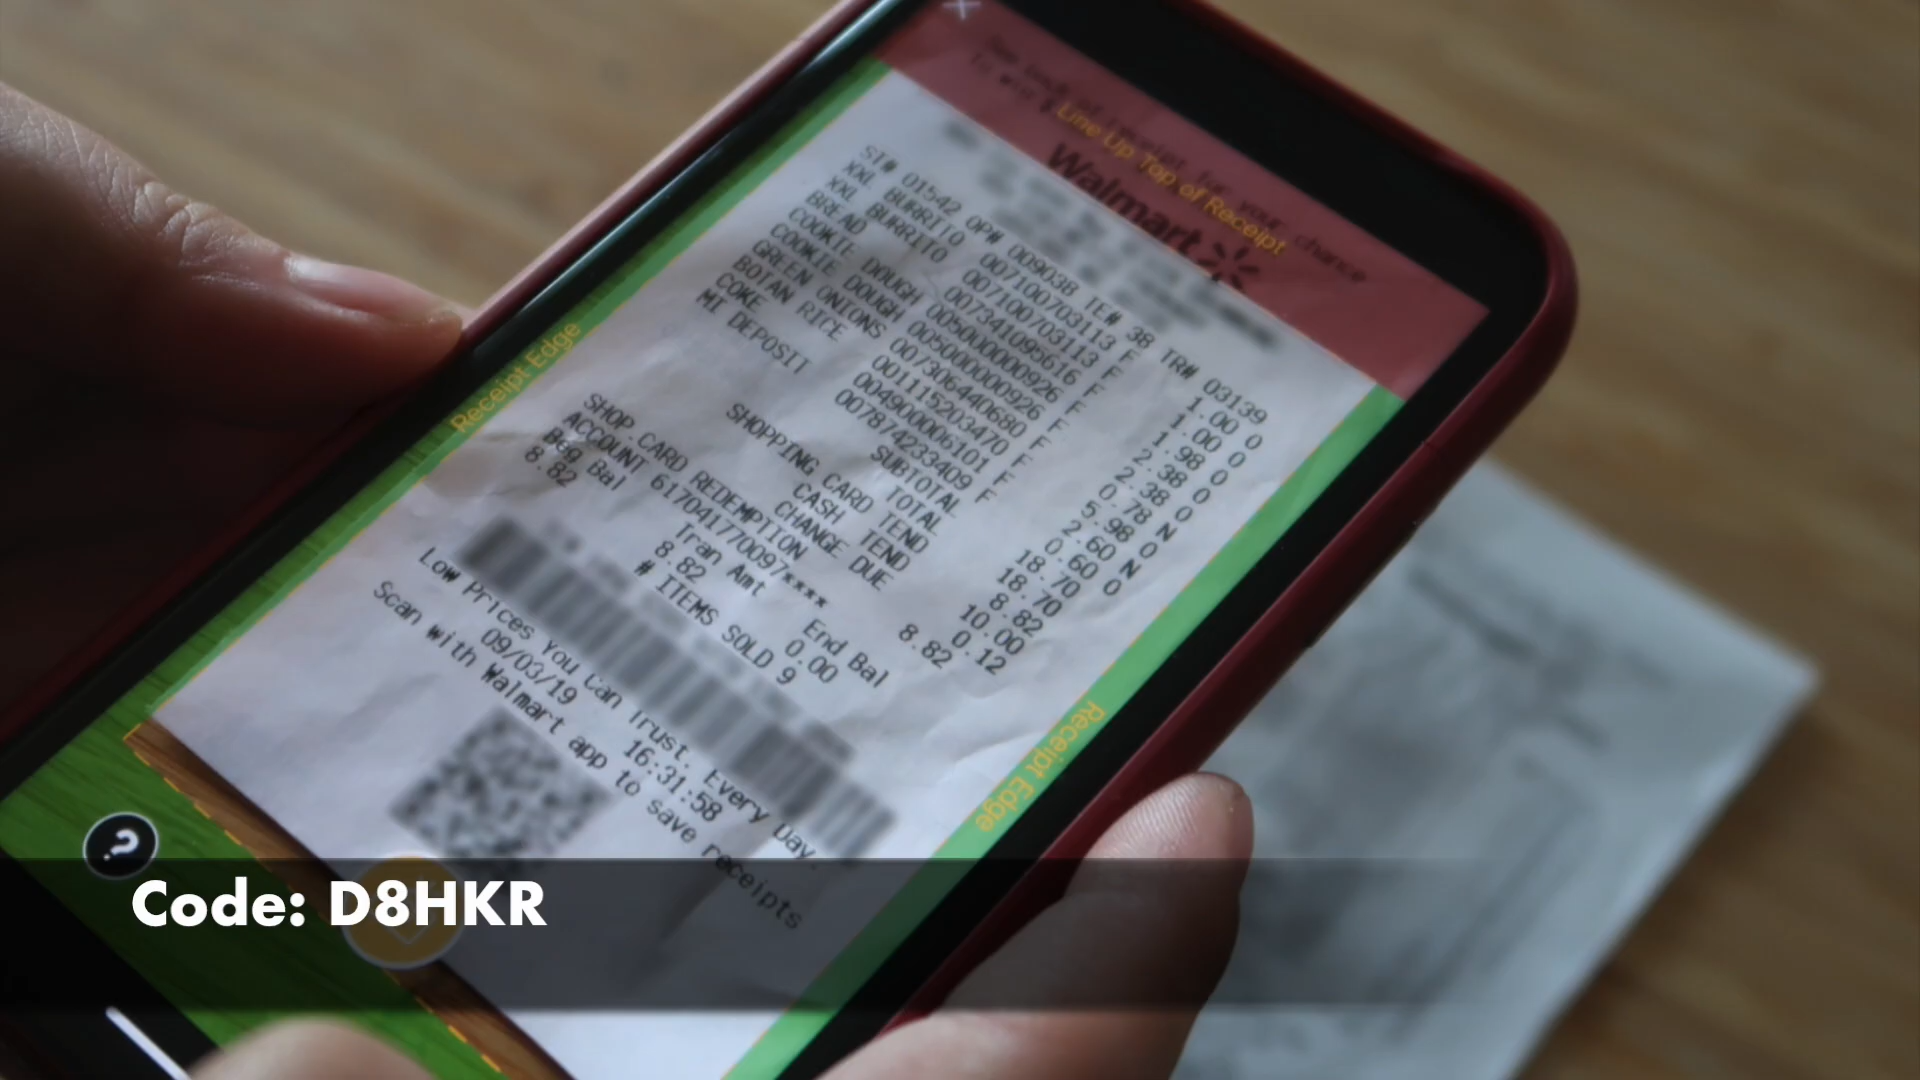 Line Up Top of Receipt
Walmart
ST# 01542 OP# 009038 TE# 38 TR# 03139
XXL BURRITO 007100703113 F 1.00 O
XXL BURRITO 007100703113 F 1.00 O
BREAD 007341095616 F 1.98 O
COOKIE DOUGH 005000000926 F 2.38 O
COOKIE DOUGH 005000000926 F 2.38 O
GREEN ONIONS 007306440680 F 0.78 N
BOTAN RICE 001115203470 F 5.98 O
COKE 004900006101 F 2.60 N
MI DEPOSIT 007874233409 F 0.60 O
SUBTOTAL 18.70
TOTAL 18.70
SHOPPING CARD TEND 8.82
CASH TEND 10.00
CHANGE DUE 0.12
SHOP CARD REDEMPTION 8.82
ACCOUNT 617041770097****
Beg Bal Tran Amt End Bal
8.82 8.82 0.00
# ITEMS SOLD 9
Low Prices You Can Trust. Every Day.
09/03/19 16:31:58
Scan with Walmart app to save receipts
Receipt Edge
Receipt Edge
?
Code: D8HKR